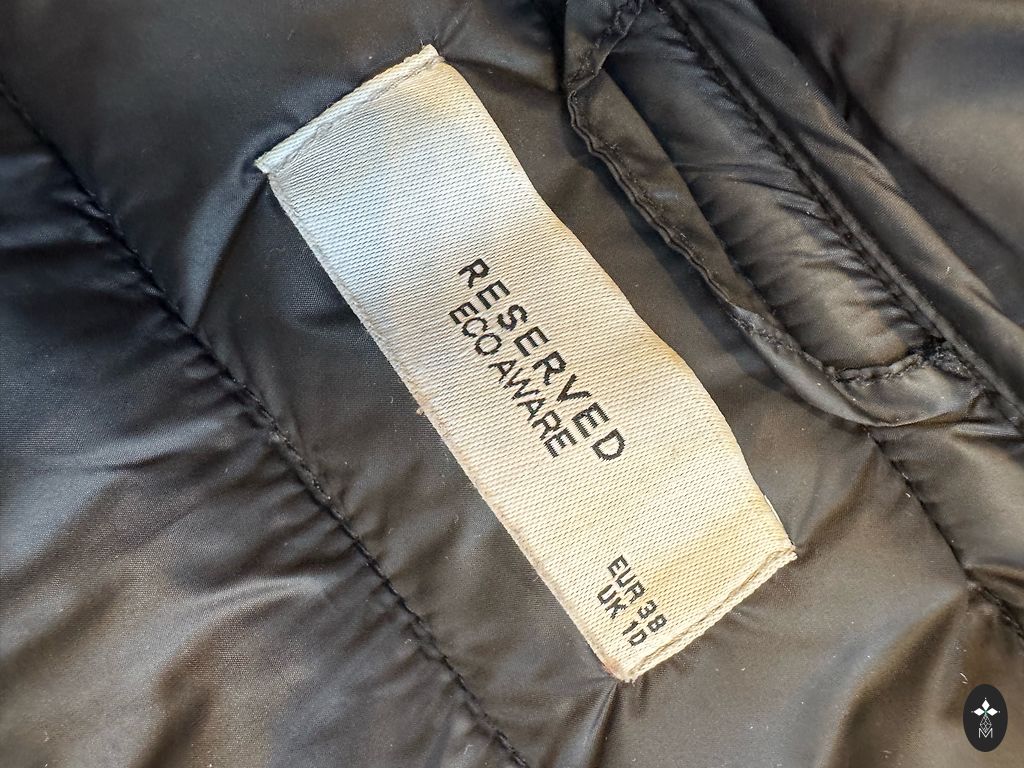 RESERVED
ECO AWARE
EUR 38
UK 10
M